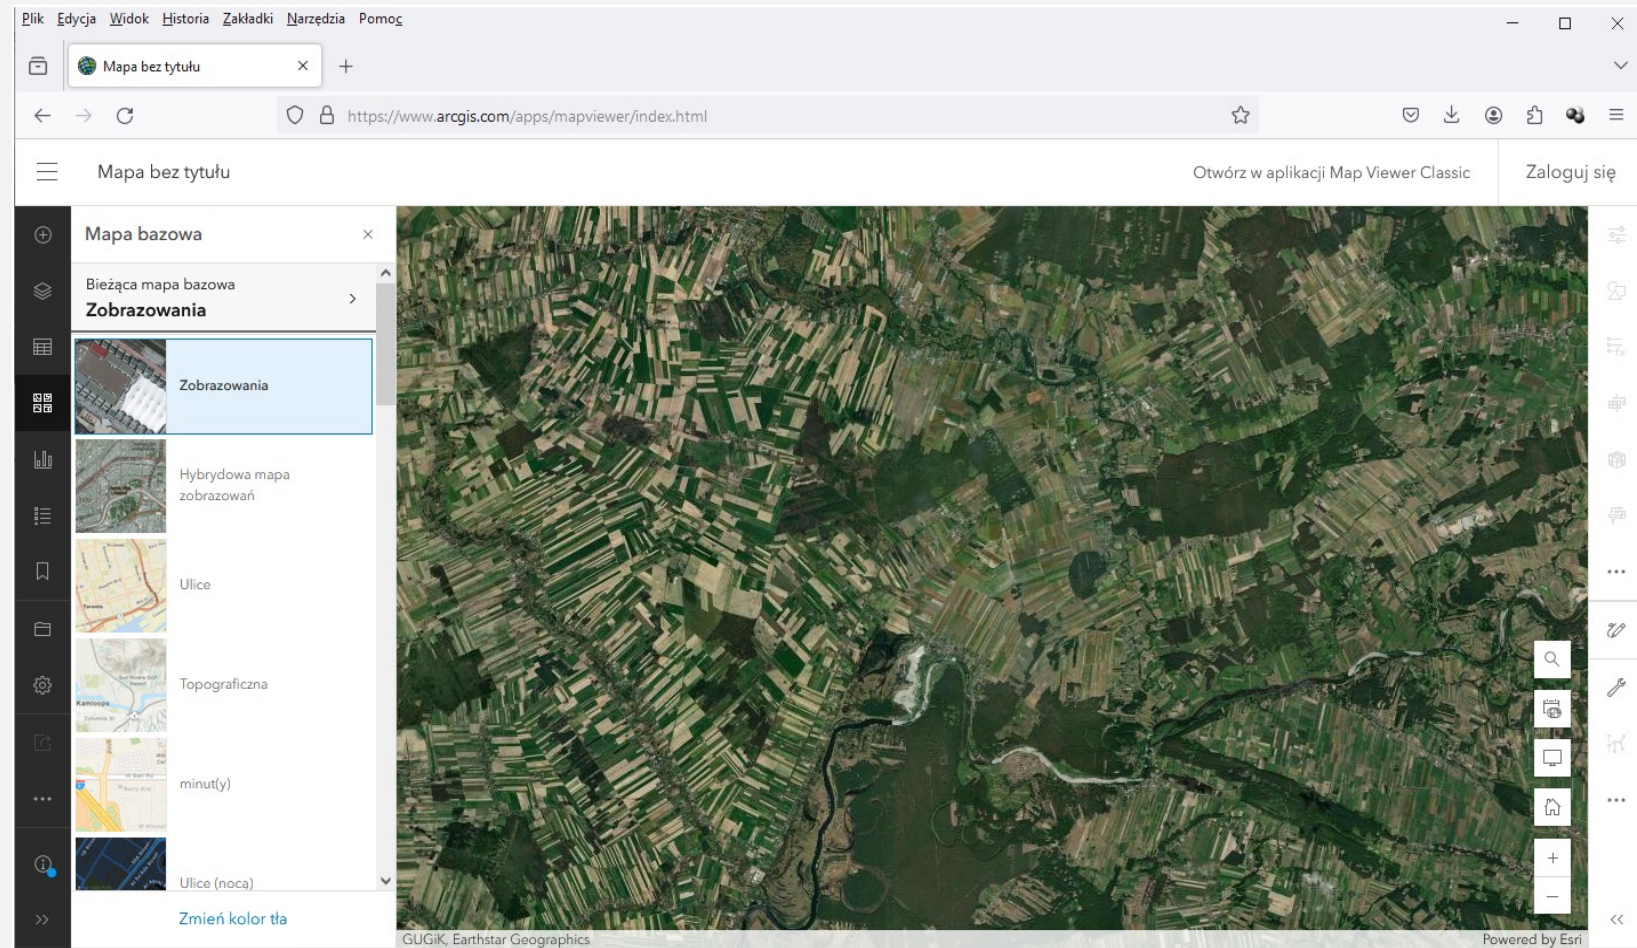 Plik Edycja Widok Historia Zakładki Narzędzia Pomoc
Mapa bez tytułu
https://www.arcgis.com/apps/mapviewer/index.html
Mapa bez tytułu
Otwórz w aplikacji Map Viewer Classic
Zaloguj się
Mapa bazowa
Bieżąca mapa bazowa
Zobrazowania
Zobrazowania
Hybrydowa mapa
zobrazowań
Ulice
Toronto
Topograficzna
Kamloops
minut(y)
Ulice (nocą)
Zmień kolor tła
GUGiK, Earthstar Geographics
Powered by Esri